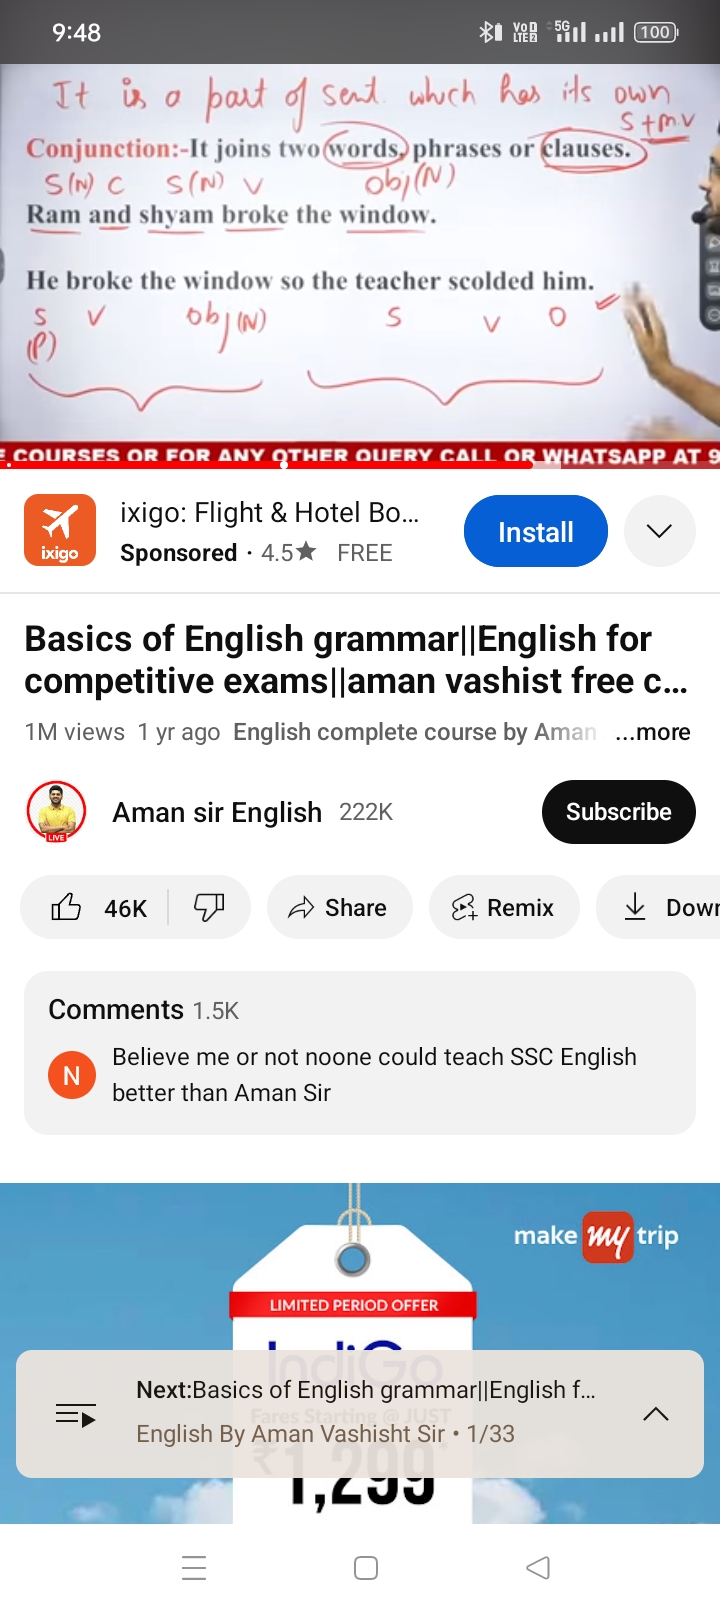 9:48
VoD LTE2 5G 100
It is a part of sent. which has its own
S+m.v
Conjunction:-It joins two words, phrases or clauses.
S(N) C S(N) V Obj(N)
Ram and shyam broke the window.
He broke the window so the teacher scolded him.
S V Obj(N) S V O
(P)
E COURSES OR FOR ANY OTHER QUERY CALL OR WHATSAPP AT 9
ixigo
ixigo: Flight & Hotel Bo...
Sponsored · 4.5★ FREE
Install
Basics of English grammar||English for
competitive exams||aman vashist free c...
1M views 1 yr ago English complete course by Aman ...more
LIVE
Aman sir English 222K
Subscribe
46K
Share
Remix
Down
Comments 1.5K
N
Believe me or not noone could teach SSC English
better than Aman Sir
make my trip
LIMITED PERIOD OFFER
IndiGo
Next:Basics of English grammar||English f...
Fares Starting @ JUST
English By Aman Vashisht Sir • 1/33
₹1,299*